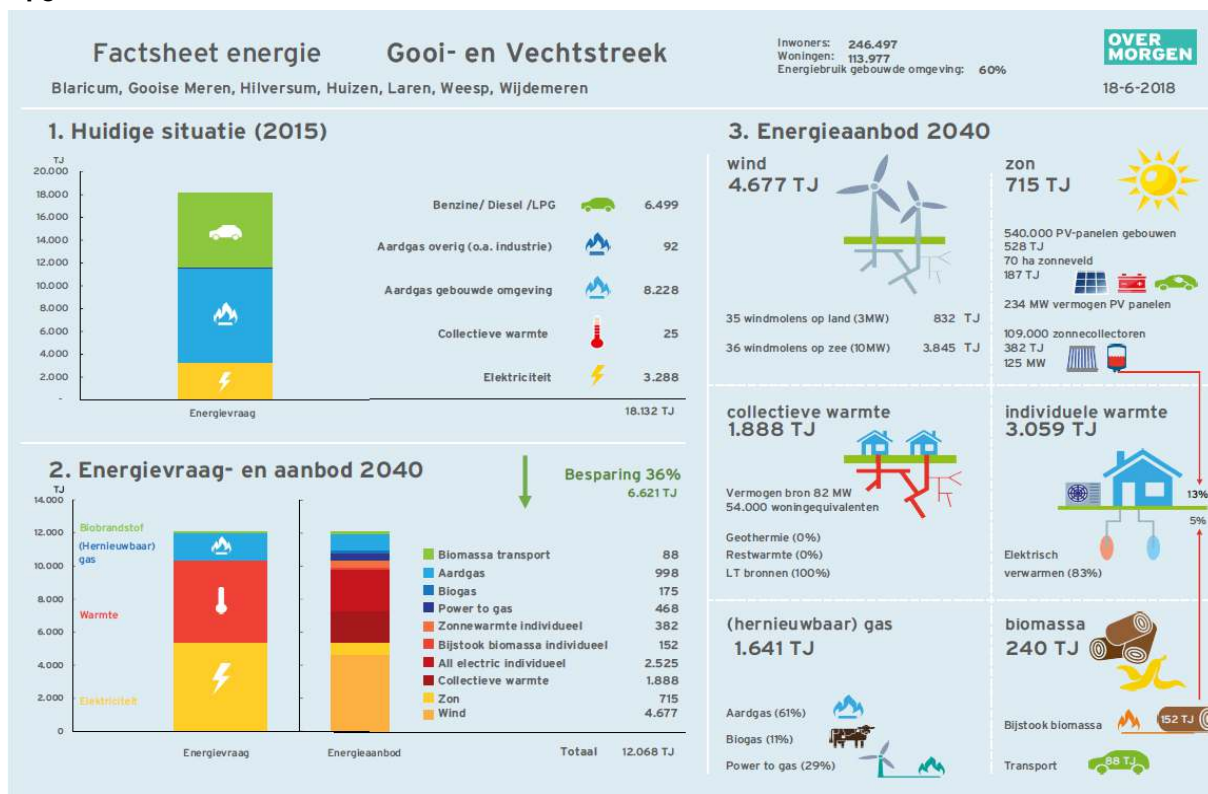 Factsheet energie
Gooi- en Vechtstreek
Blaricum, Gooise Meren, Hilversum, Huizen, Laren, Weesp, Wijdemeren
Inwoners: 246.497
Woningen: 113.977
Energiebruik gebouwde omgeving: 60%
OVER
MORGEN
18-6-2018
1. Huidige situatie (2015)
TJ
20.000
18.000
16.000
14.000
12.000
10.000
8.000
6.000
4.000
2.000
-
Energievraag
Benzine/ Diesel /LPG 6.499
Aardgas overig (o.a. industrie) 92
Aardgas gebouwde omgeving 8.228
Collectieve warmte 25
Elektriciteit 3.288
18.132 TJ
2. Energievraag- en aanbod 2040
Besparing 36%
6.621 TJ
TJ
14.000
12.000
10.000
8.000
6.000
4.000
2.000
0
Biobrandstof
(Hernieuwbaar)
gas
Warmte
Elektriciteit
Energievraag
Energieaanbod
Biomassa transport 88
Aardgas 998
Biogas 175
Power to gas 468
Zonnewarmte individueel 382
Bijstook biomassa individueel 152
All electric individueel 2.525
Collectieve warmte 1.888
Zon 715
Wind 4.677
Totaal 12.068 TJ
3. Energieaanbod 2040
wind
4.677 TJ
35 windmolens op land (3MW) 832 TJ
36 windmolens op zee (10MW) 3.845 TJ
zon
715 TJ
540.000 PV-panelen gebouwen
528 TJ
70 ha zonneveld
187 TJ
234 MW vermogen PV panelen
109.000 zonnecollectoren
382 TJ
125 MW
collectieve warmte
1.888 TJ
Vermogen bron 82 MW
54.000 woningequivalenten
Geothermie (0%)
Restwarmte (0%)
LT bronnen (100%)
individuele warmte
3.059 TJ
13%
5%
Elektrisch
verwarmen (83%)
(hernieuwbaar) gas
1.641 TJ
Aardgas (61%)
Biogas (11%)
Power to gas (29%)
biomassa
240 TJ
Bijstook biomassa 152 TJ
Transport 88 TJ